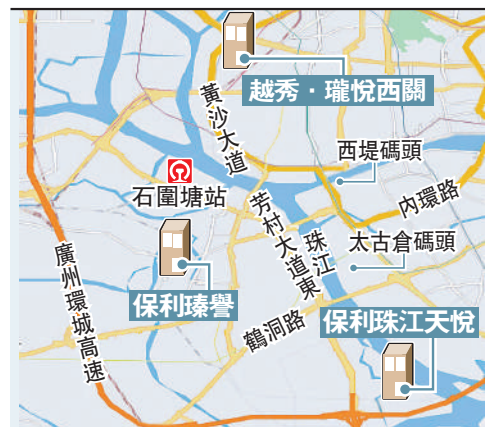 越秀·瓏悅西關
黃沙大道
西堤碼頭
石圍塘站
內環路
芳村大道東
珠江
太古倉碼頭
廣州環城高速
保利瑧譽
鶴洞路
保利珠江天悅